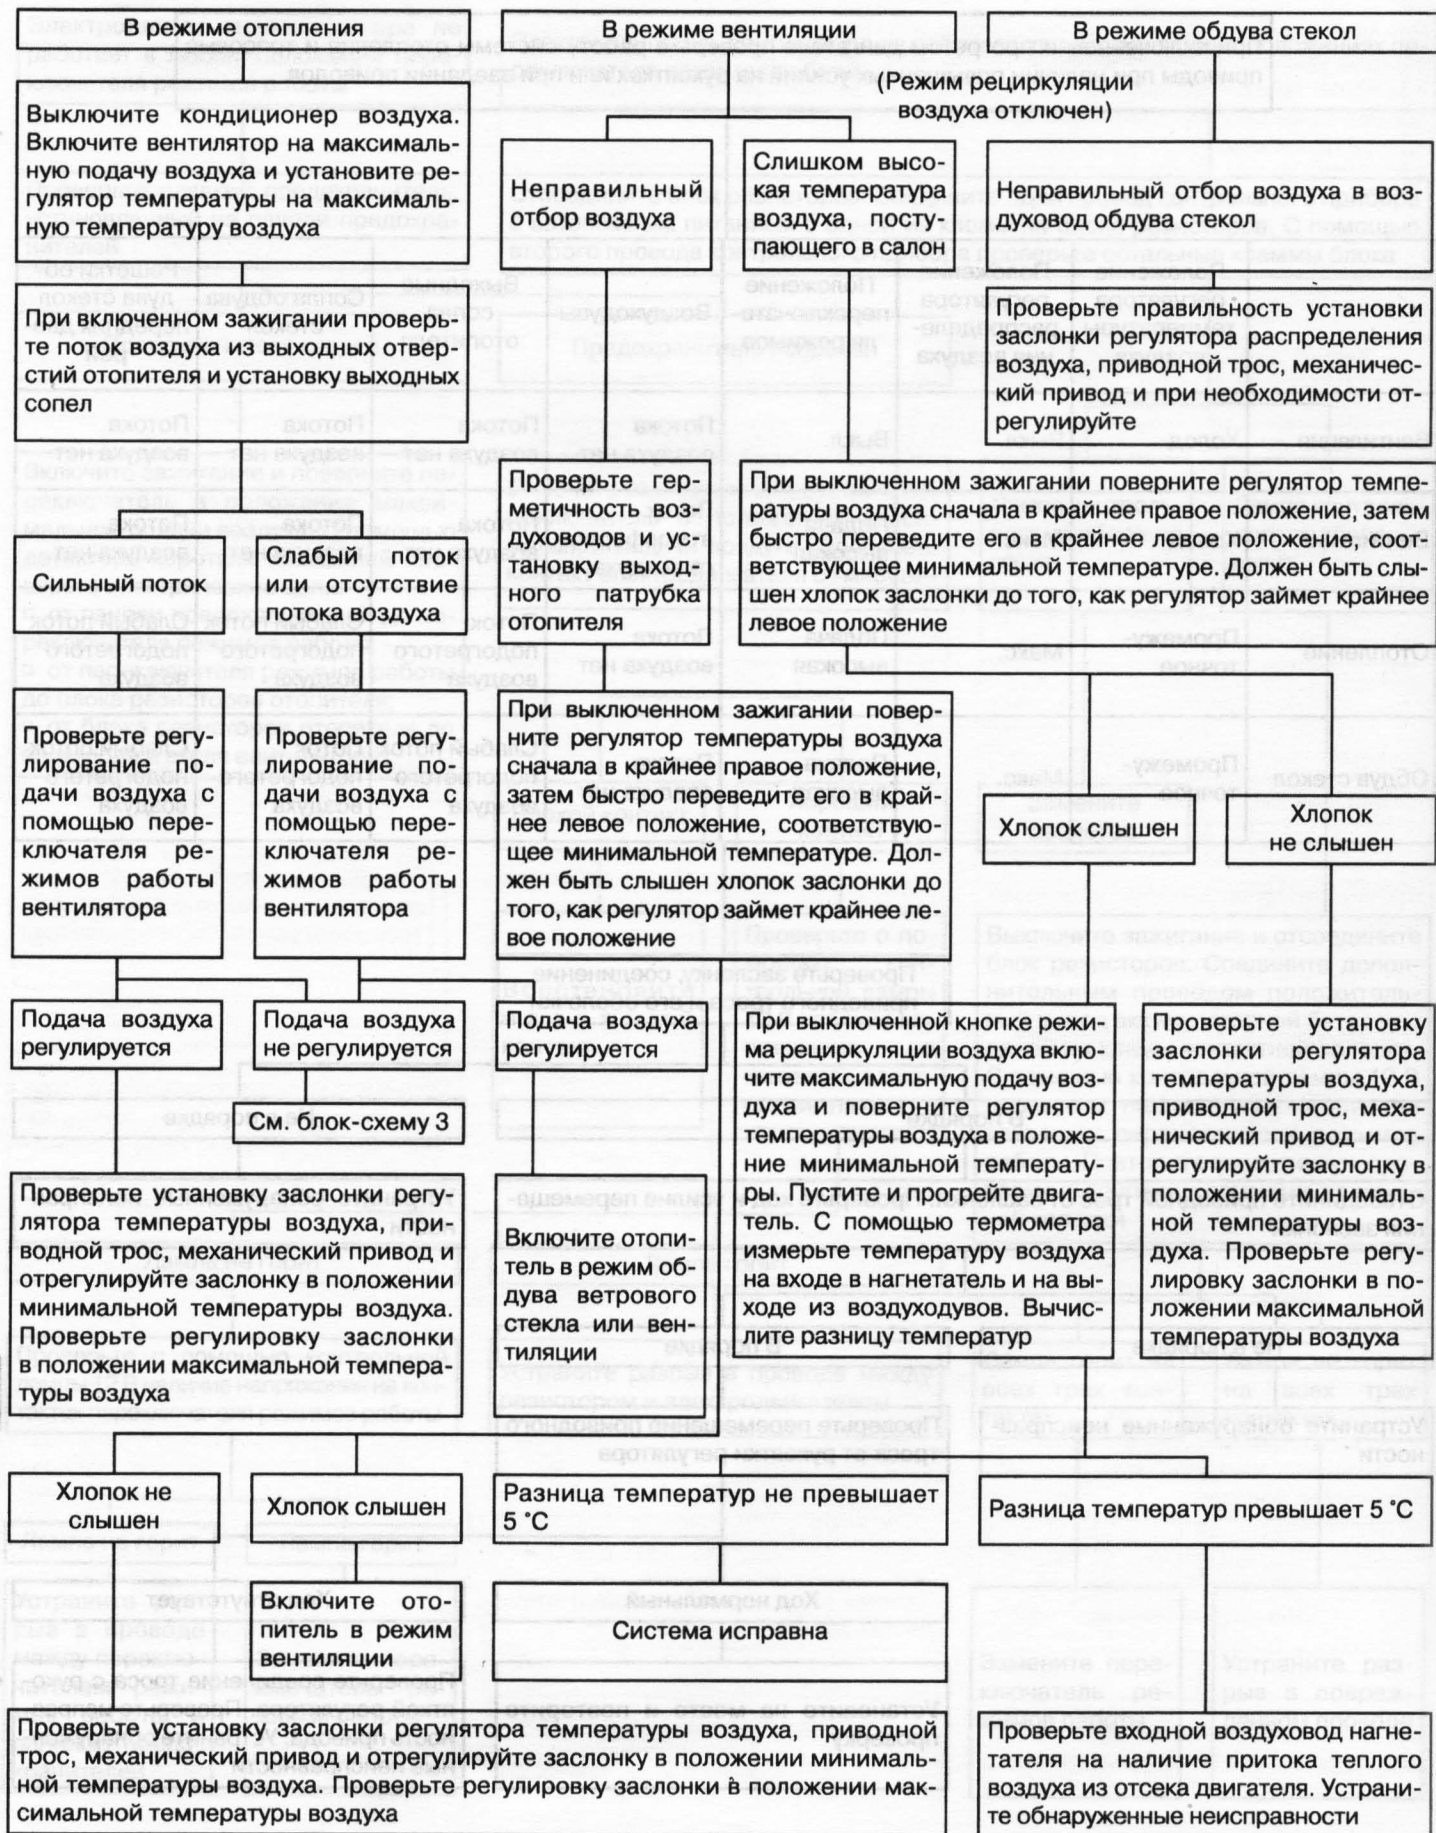 В режиме отопления
В режиме вентиляции
В режиме обдува стекол
(Режим рециркуляции
воздуха отключен)
Выключите кондиционер воздуха.
Включите вентилятор на максималь-
ную подачу воздуха и установите ре-
гулятор температуры на максималь-
ную температуру воздуха
Неправильный
отбор воздуха
Слишком высо-
кая температура
воздуха, посту-
пающего в салон
Неправильный отбор воздуха в воз-
духовод обдува стекол
При включенном зажигании проверь-
те поток воздуха из выходных отвер-
стий отопителя и установку выходных
сопел
Проверьте правильность установки
заслонки регулятора распределения
воздуха, приводной трос, механичес-
кий привод и при необходимости от-
регулируйте
Сильный поток
Слабый поток
или отсутствие
потока воздуха
Проверьте гер-
метичность воз-
духоводов и ус-
тановку выход-
ного патрубка
отопителя
При выключенном зажигании поверните регулятор темпе-
ратуры воздуха сначала в крайнее правое положение, затем
быстро переведите его в крайнее левое положение, соот-
ветствующее минимальной температуре. Должен быть слы-
шен хлопок заслонки до того, как регулятор займет крайнее
левое положение
Проверьте регу-
лирование по-
дачи воздуха с
помощью пере-
ключателя ре-
жимов работы
вентилятора
Проверьте регу-
лирование по-
дачи воздуха с
помощью пере-
ключателя ре-
жимов работы
вентилятора
При выключенном зажигании повер-
ните регулятор температуры воздуха
сначала в крайнее правое положение,
затем быстро переведите его в край-
нее левое положение, соответствую-
щее минимальной температуре. Дол-
жен быть слышен хлопок заслонки до
того, как регулятор займет крайнее ле-
вое положение
Хлопок слышен
Хлопок
не слышен
Подача воздуха
регулируется
Подача воздуха
не регулируется
Подача воздуха
регулируется
При выключенной кнопке режи-
ма рециркуляции воздуха вклю-
чите максимальную подачу воз-
духа и поверните регулятор
температуры воздуха в положе-
ние минимальной температу-
ры. Пустите и прогрейте двига-
тель. С помощью термометра
измерьте температуру воздуха
на входе в нагнетатель и на вы-
ходе из воздуходувов. Вычис-
лите разницу температур
Проверьте установку
заслонки регулятора
температуры воздуха,
приводной трос, меха-
нический привод и от-
регулируйте заслонку в
положении минималь-
ной температуры воз-
духа. Проверьте регу-
лировку заслонки в по-
ложении максимальной
температуры воздуха
См. блок-схему 3
Проверьте установку заслонки регу-
лятора температуры воздуха, при-
водной трос, механический привод и
отрегулируйте заслонку в положении
минимальной температуры воздуха.
Проверьте регулировку заслонки
в положении максимальной темпера-
туры воздуха
Включите отопи-
тель в режим об-
дува ветрового
стекла или вен-
тиляции
Хлопок не
слышен
Хлопок слышен
Разница температур не превышает
5 °С
Разница температур превышает 5 °С
Включите ото-
питель в режим
вентиляции
Система исправна
Проверьте установку заслонки регулятора температуры воздуха, приводной
трос, механический привод и отрегулируйте заслонку в положении минималь-
ной температуры воздуха. Проверьте регулировку заслонки в положении мак-
симальной температуры воздуха
Проверьте входной воздуховод нагне-
тателя на наличие притока теплого
воздуха из отсека двигателя. Устрани-
те обнаруженные неисправности